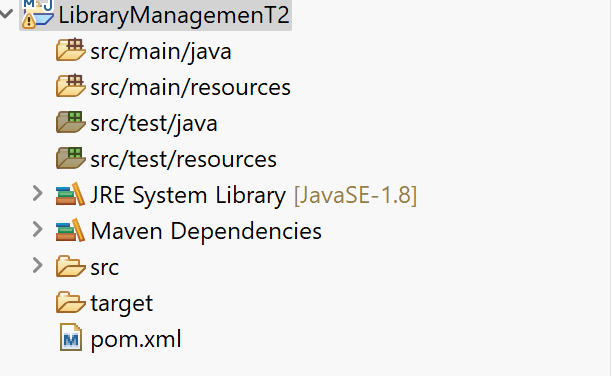 LibraryManagemenT2
src/main/java
src/main/resources
src/test/java
src/test/resources
JRE System Library [JavaSE-1.8]
Maven Dependencies
src
target
pom.xml